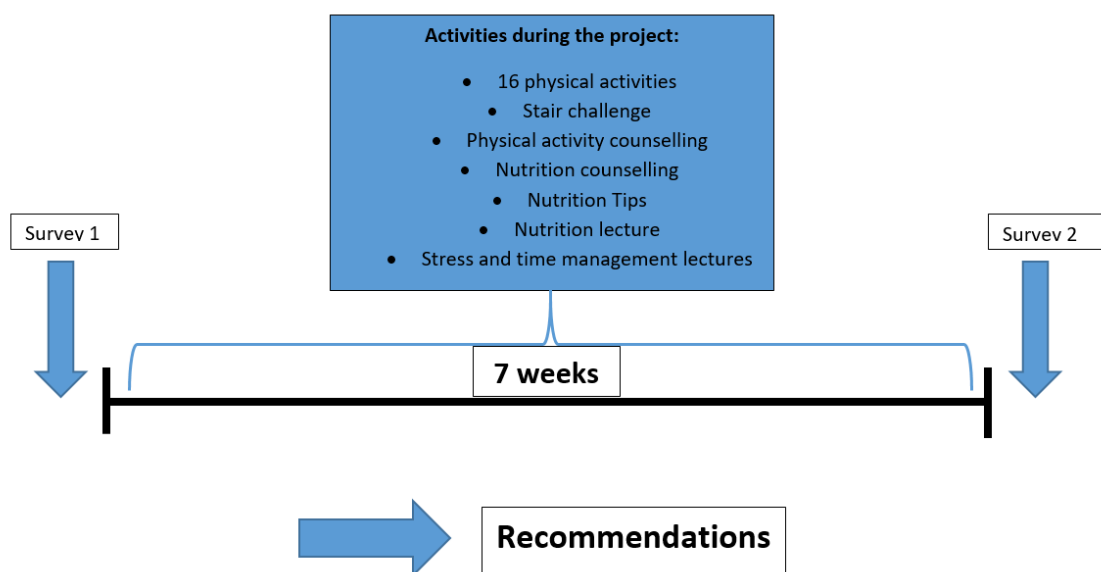 Activities during the project:
● 16 physical activities
● Stair challenge
● Physical activity counselling
● Nutrition counselling
● Nutrition Tips
● Nutrition lecture
● Stress and time management lectures
Survey 1
Survey 2
7 weeks
Recommendations